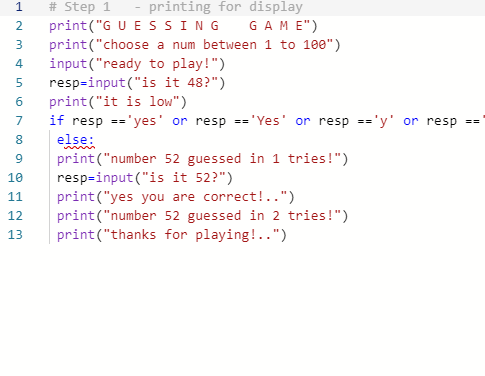 1 # Step 1   - printing for display
2 print("G U E S S I N G    G A M E")
3 print("choose a num between 1 to 100")
4 input("ready to play!")
5 resp=input("is it 48?")
6 print("it is low")
7 if resp =='yes' or resp =='Yes' or resp =='y' or resp =='
8  else:
9  print("number 52 guessed in 1 tries!")
10  resp=input("is it 52?")
11  print("yes you are correct!..")
12  print("number 52 guessed in 2 tries!")
13  print("thanks for playing!..")